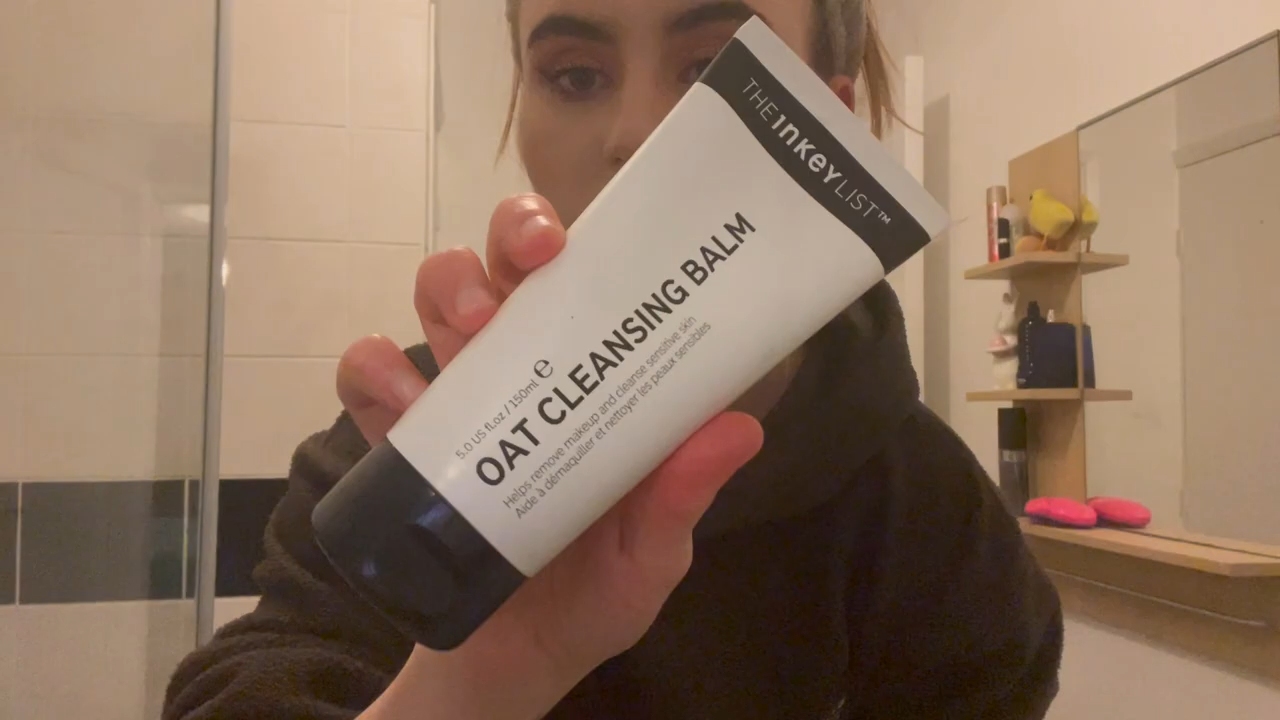 THE INKEY LIST™
5.0 US fl.oz / 150ml ℮
OAT CLEANSING BALM
Helps remove makeup and cleanse sensitive skin
Aide à démaquiller et nettoyer les peaux sensibles